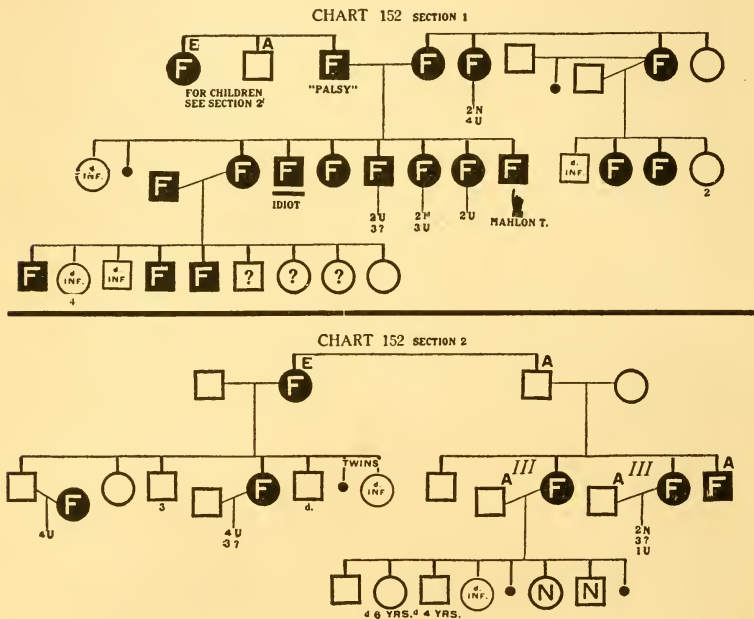 CHART 152 SECTION 1
E A
F F F F F
"PALSY"
FOR CHILDREN
SEE SECTION 2
2 N
4 U
d. INF. F F F F F F F F d. INF. F F
2
IDIOT
2 U
3 ?
2 N
3 U
2 U
MAHLON T.
F d. INF. d. INF F F ? ? ?
4
CHART 152 SECTION 2
E A
F
TWINS
III III
A A A
F F d. d. INF F F F
3
4 U
4 U
3 ?
2 N
3 ?
1 U
d. INF. N N
d 6 YRS. d 4 YRS.